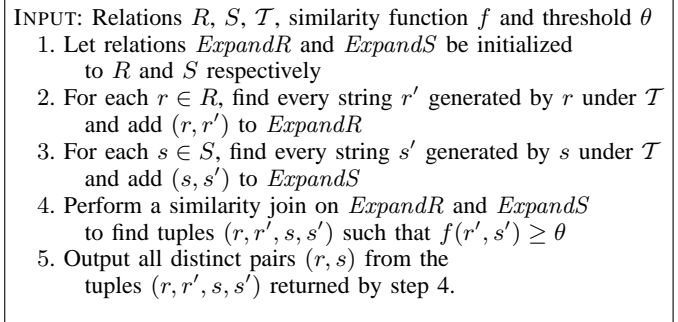 INPUT: Relations R, S, 𝒯, similarity function f and threshold θ
1. Let relations ExpandR and ExpandS be initialized
to R and S respectively
2. For each r ∈ R, find every string r′ generated by r under 𝒯
and add (r, r′) to ExpandR
3. For each s ∈ S, find every string s′ generated by s under 𝒯
and add (s, s′) to ExpandS
4. Perform a similarity join on ExpandR and ExpandS
to find tuples (r, r′, s, s′) such that f(r′, s′) ≥ θ
5. Output all distinct pairs (r, s) from the
tuples (r, r′, s, s′) returned by step 4.